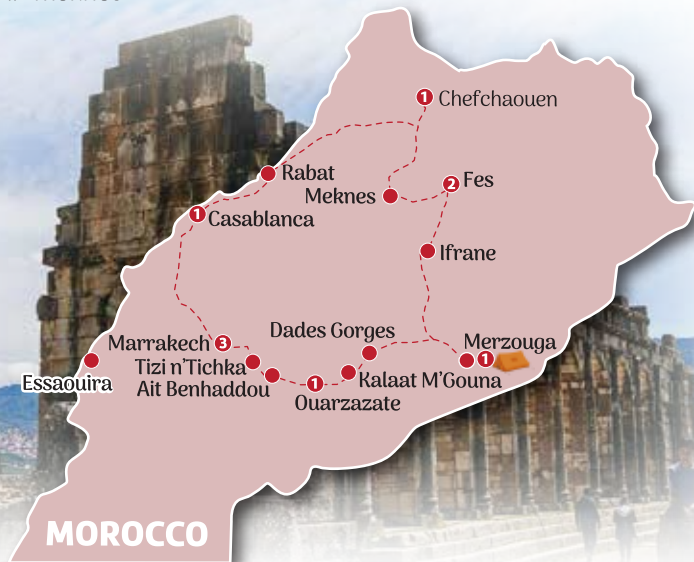 1 Chefchaouen
Rabat
2 Fes
Meknes
1 Casablanca
Ifrane
Dades Gorges
Merzouga
1
Marrakech 3
Tizi n'Tichka
Kalaat M'Gouna
Essaouira
Ait Benhaddou
1
Ouarzazate
MOROCCO